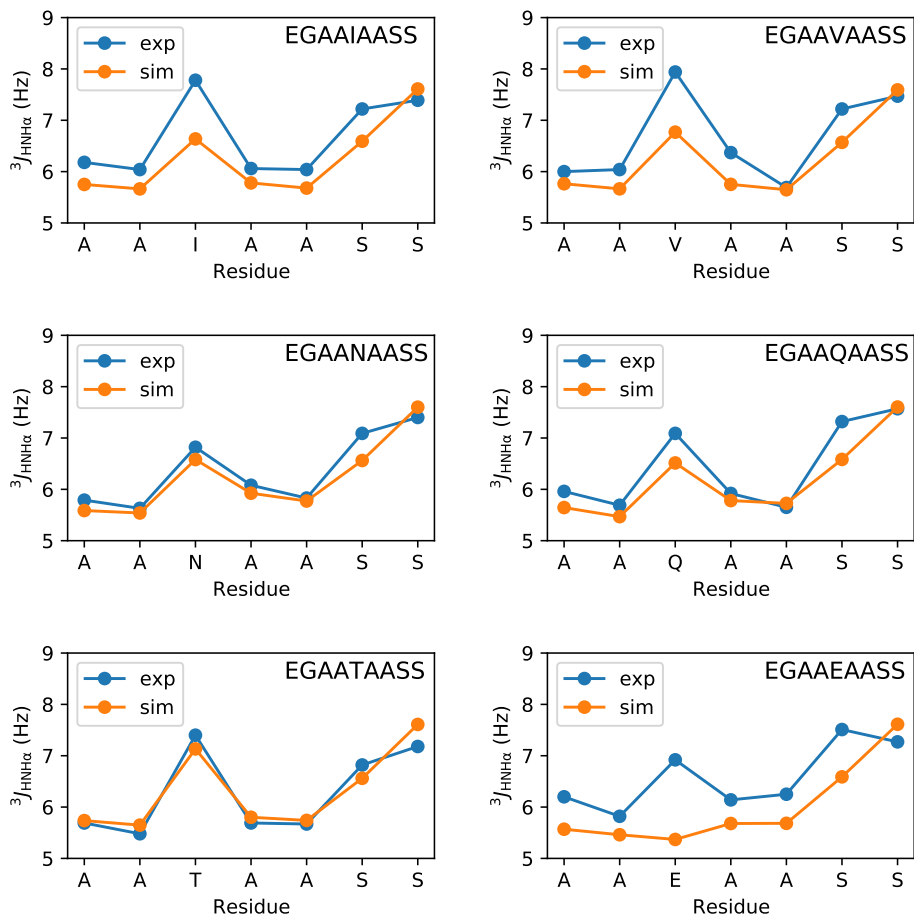 EGAAIAASS
exp
sim
³J_HNHα (Hz)
9
8
7
6
5
A A I A A S S
Residue
EGAAVAASS
exp
sim
³J_HNHα (Hz)
9
8
7
6
5
A A V A A S S
Residue
EGAANAASS
exp
sim
³J_HNHα (Hz)
9
8
7
6
5
A A N A A S S
Residue
EGAAQAASS
exp
sim
³J_HNHα (Hz)
9
8
7
6
5
A A Q A A S S
Residue
EGAATAASS
exp
sim
³J_HNHα (Hz)
9
8
7
6
5
A A T A A S S
Residue
EGAAEAASS
exp
sim
³J_HNHα (Hz)
9
8
7
6
5
A A E A A S S
Residue